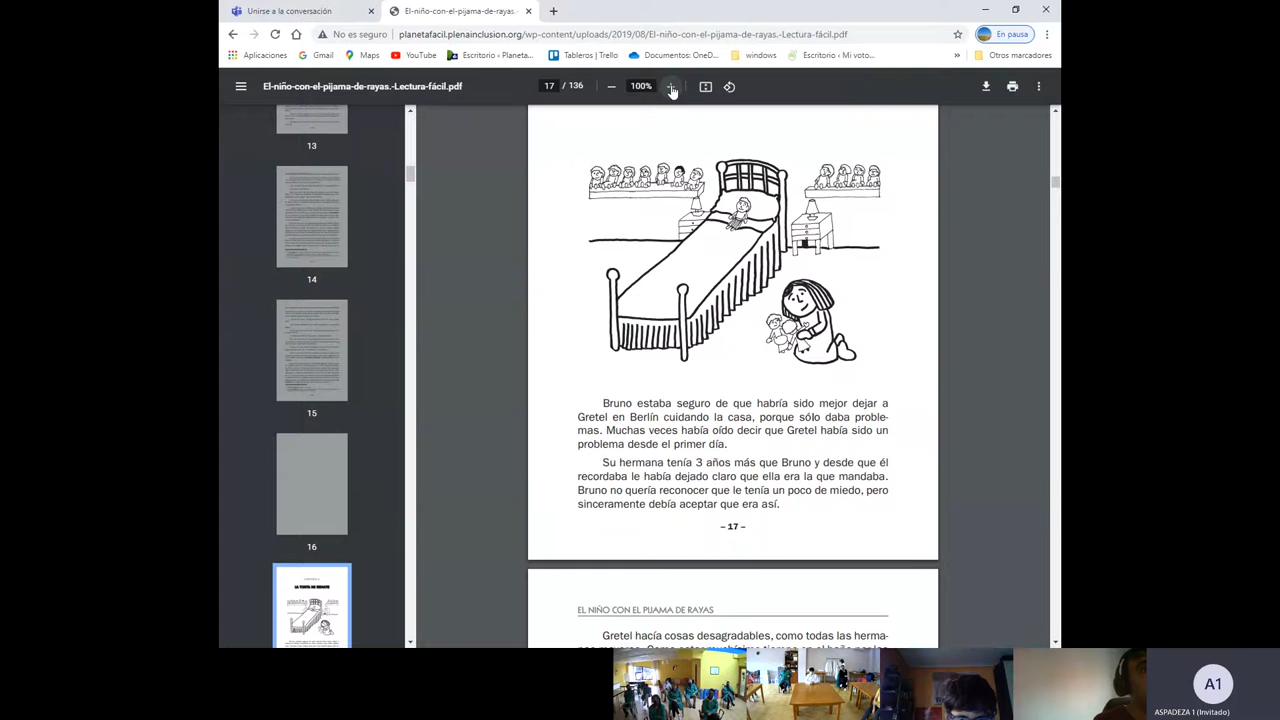 Unirse a la conversación
El-niño-con-el-pijama-de-rayas.-
No es seguro
planetafacil.plenainclusion.org/wp-content/uploads/2019/08/El-niño-con-el-pijama-de-rayas.-Lectura-fácil.pdf
En pausa
Aplicaciones
Gmail
Maps
YouTube
Escritorio • Planeta...
Tableros | Trello
Documentos: OneD...
windows
Escritorio • Mi voto...
Otros marcadores
El-niño-con-el-pijama-de-rayas.-Lectura-fácil.pdf
17 / 136
100%
13
14
15
16
LA TONTA DE REMATE
Bruno estaba seguro de que habría sido mejor dejar a
Gretel en Berlín cuidando la casa, porque sólo daba proble-
mas. Muchas veces había oído decir que Gretel había sido un
problema desde el primer día.
Su hermana tenía 3 años más que Bruno y desde que él
recordaba le había dejado claro que ella era la que mandaba.
Bruno no quería reconocer que le tenía un poco de miedo, pero
sinceramente debía aceptar que era así.
– 17 –
EL NIÑO CON EL PIJAMA DE RAYAS
Gretel hacía cosas desagradables, como todas las herma-
A1
ASPADEZA 1 (Invitado)